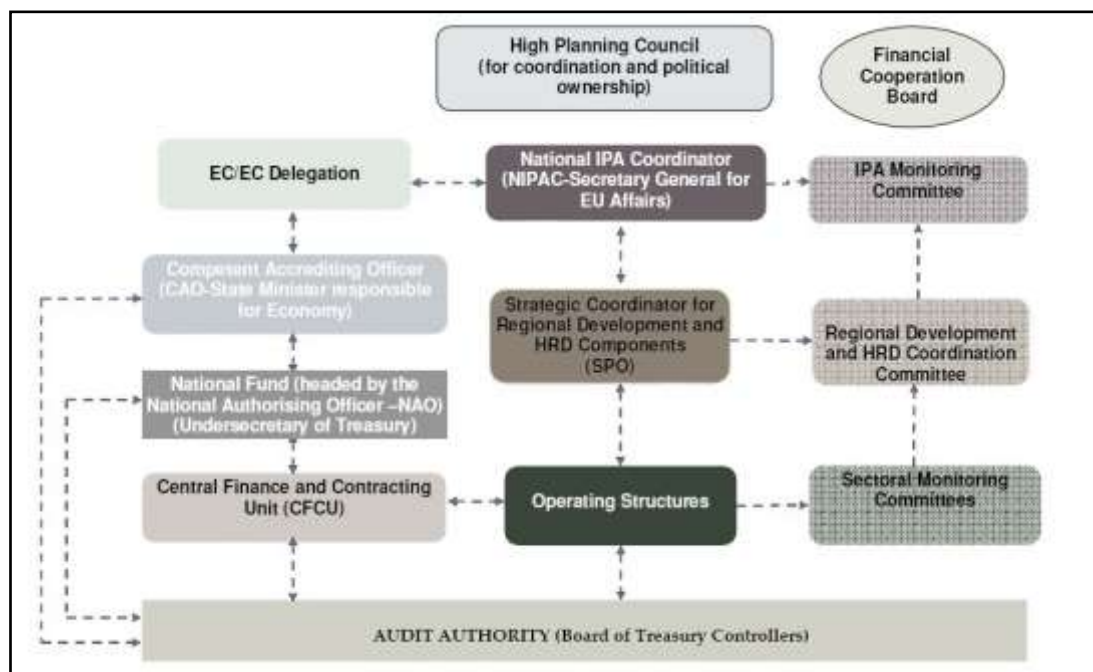 High Planning Council
(for coordination and political
ownership)
Financial
Cooperation
Board
EC/EC Delegation
National IPA Coordinator
(NIPAC-Secretary General for
EU Affairs)
IPA Monitoring
Committee
Competent Accrediting Officer
(CAO-State Minister responsible
for Economy)
Strategic Coordinator for
Regional Development and
HRD Components
(SPO)
Regional Development
and HRD Coordination
Committee
National Fund (headed by the
National Authorising Officer –NAO)
(Undersecretary of Treasury)
Central Finance and Contracting
Unit (CFCU)
Operating Structures
Sectoral Monitoring
Committees
AUDIT AUTHORITY (Board of Treasury Controllers)